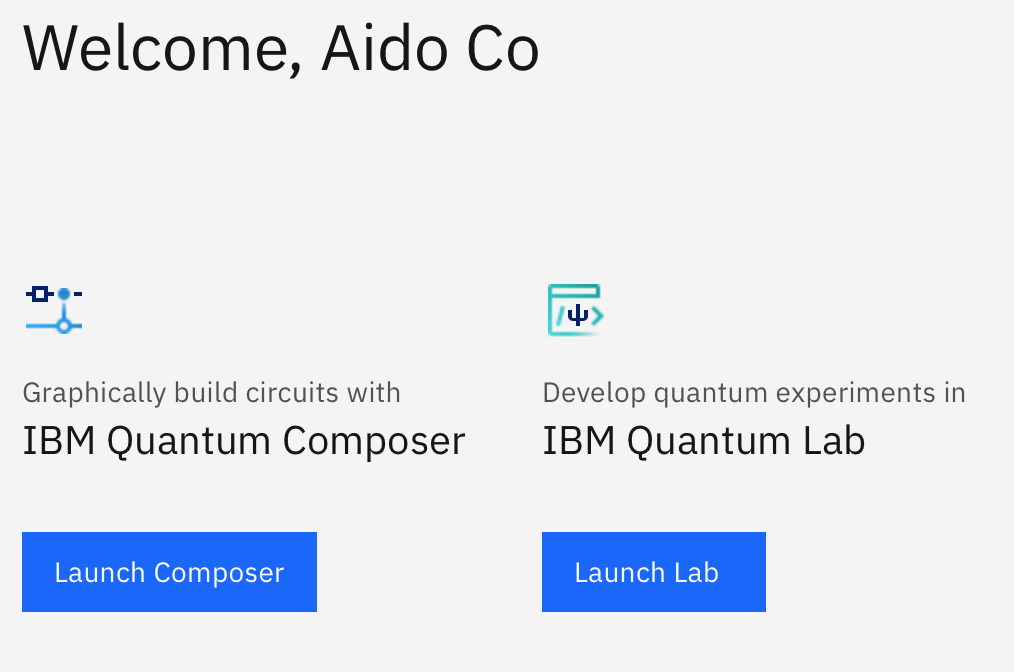 Welcome, Aido Co
Graphically build circuits with
IBM Quantum Composer
Launch Composer
Develop quantum experiments in
IBM Quantum Lab
Launch Lab